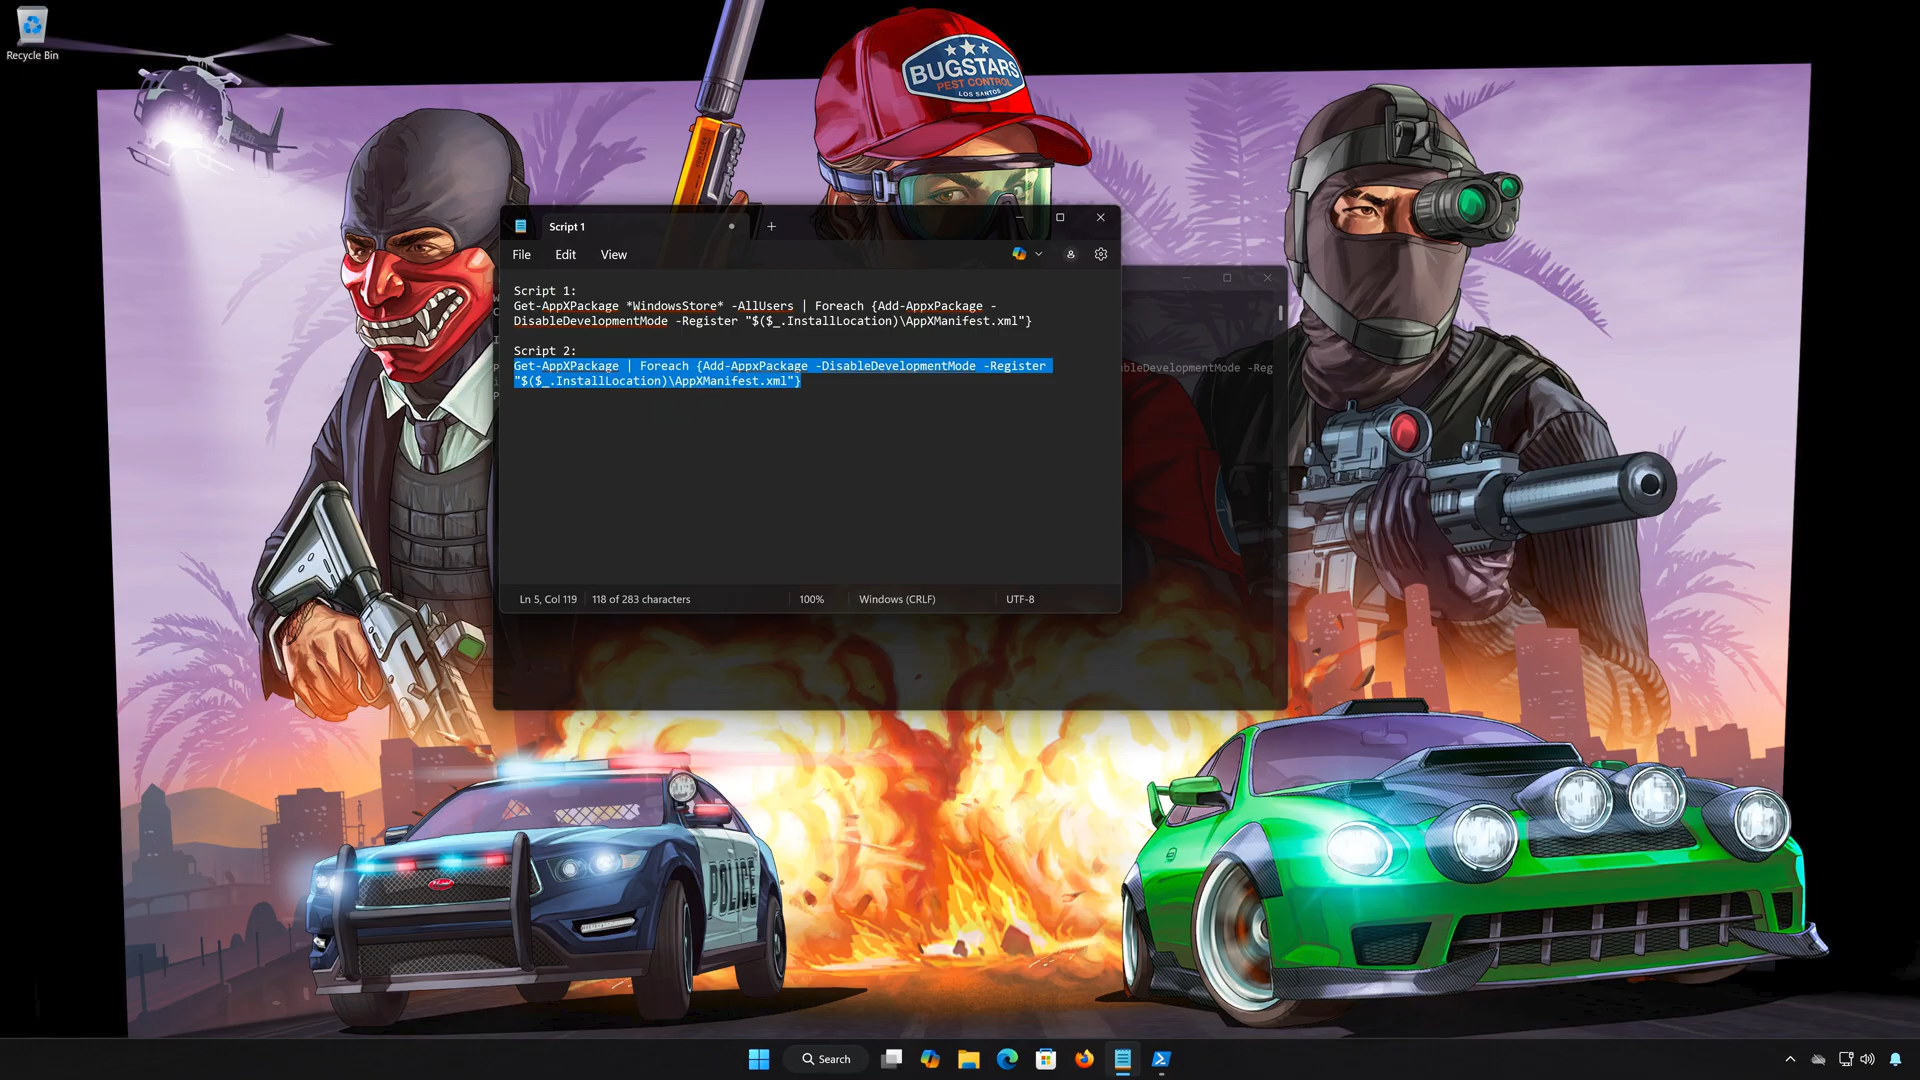 Recycle Bin
BUGSTARS
PEST CONTROL
LOS SANTOS
Script 1
File Edit View
Script 1:
Get-AppXPackage *WindowsStore* -AllUsers | Foreach {Add-AppxPackage -
DisableDevelopmentMode -Register "$($_.InstallLocation)\AppXManifest.xml"}
Script 2:
Get-AppXPackage | Foreach {Add-AppxPackage -DisableDevelopmentMode -Register
"$($_.InstallLocation)\AppXManifest.xml"}
bleDevelopmentMode -Reg
Ln 5, Col 119 118 of 283 characters 100% Windows (CRLF) UTF-8
POLICE
Search